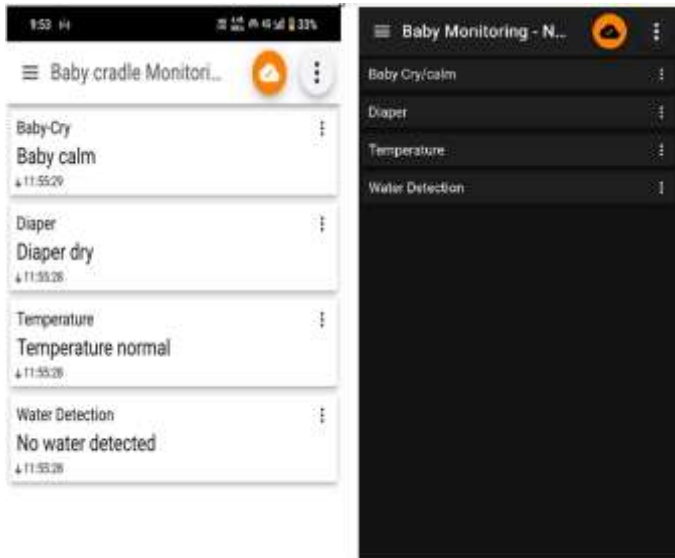 9:53
33%
Baby cradle Monitori...
Baby-Cry
Baby calm
↓11:55:29
Diaper
Diaper dry
↓11:55:28
Temperature
Temperature normal
↓11:55:28
Water Detection
No water detected
↓11:55:28
Baby Monitoring - N...
Baby Cry/calm
Diaper
Temperature
Water Detection